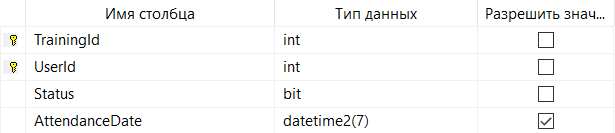 Имя столбца Тип данных Разрешить знач...
TrainingId int
UserId int
Status bit
AttendanceDate datetime2(7)